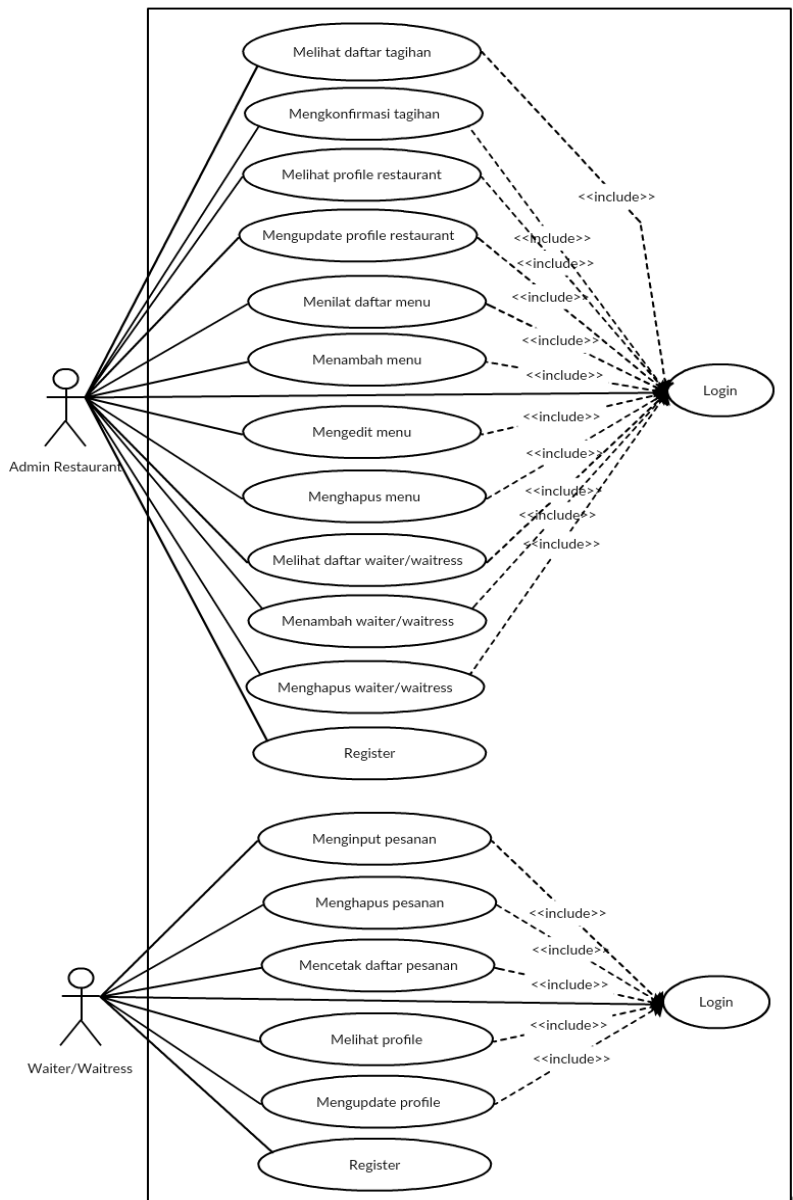 Melihat daftar tagihan
Mengkonfirmasi tagihan
Melihat profile restaurant
<<include>>
Mengupdate profile restaurant
<<include>>
<<include>>
Menilat daftar menu
<<include>>
<<include>>
Menambah menu
<<include>>
Login
Mengedit menu
<<include>>
Admin Restaurant
<<include>>
Menghapus menu
<<include>>
<<include>>
<<include>>
Melihat daftar waiter/waitress
Menambah waiter/waitress
Menghapus waiter/waitress
Register
Menginput pesanan
Menghapus pesanan
<<include>>
<<include>>
Mencetak daftar pesanan
<<include>>
Login
<<include>>
Melihat profile
<<include>>
Waiter/Waitress
Mengupdate profile
Register